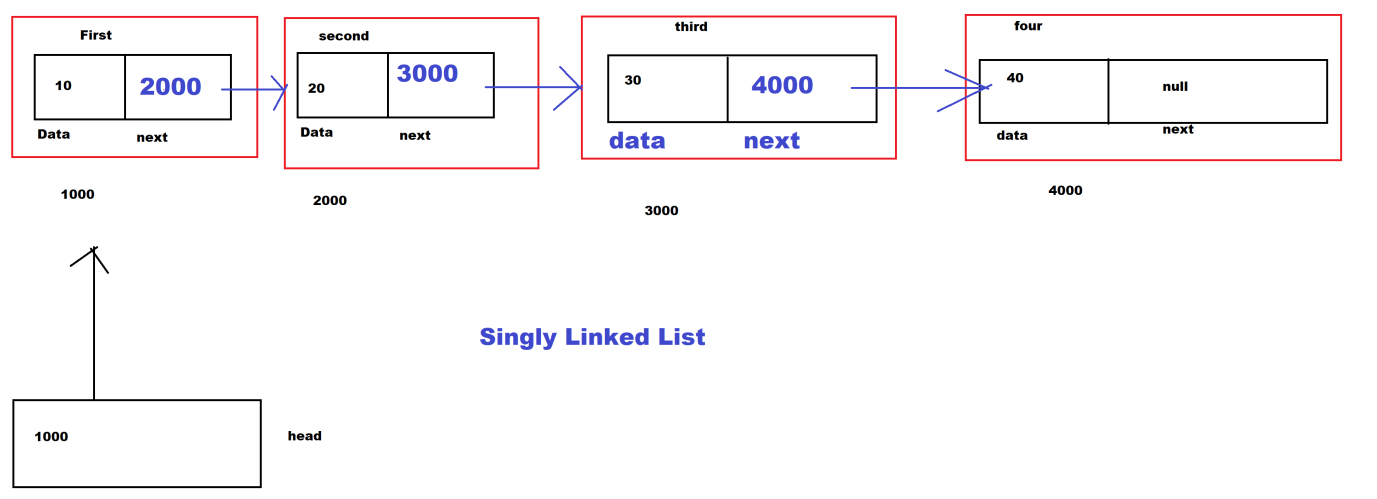 First
10
2000
Data
next
1000
second
20
3000
Data
next
2000
third
30
4000
data
next
3000
four
40
null
data
next
4000
Singly Linked List
1000
head